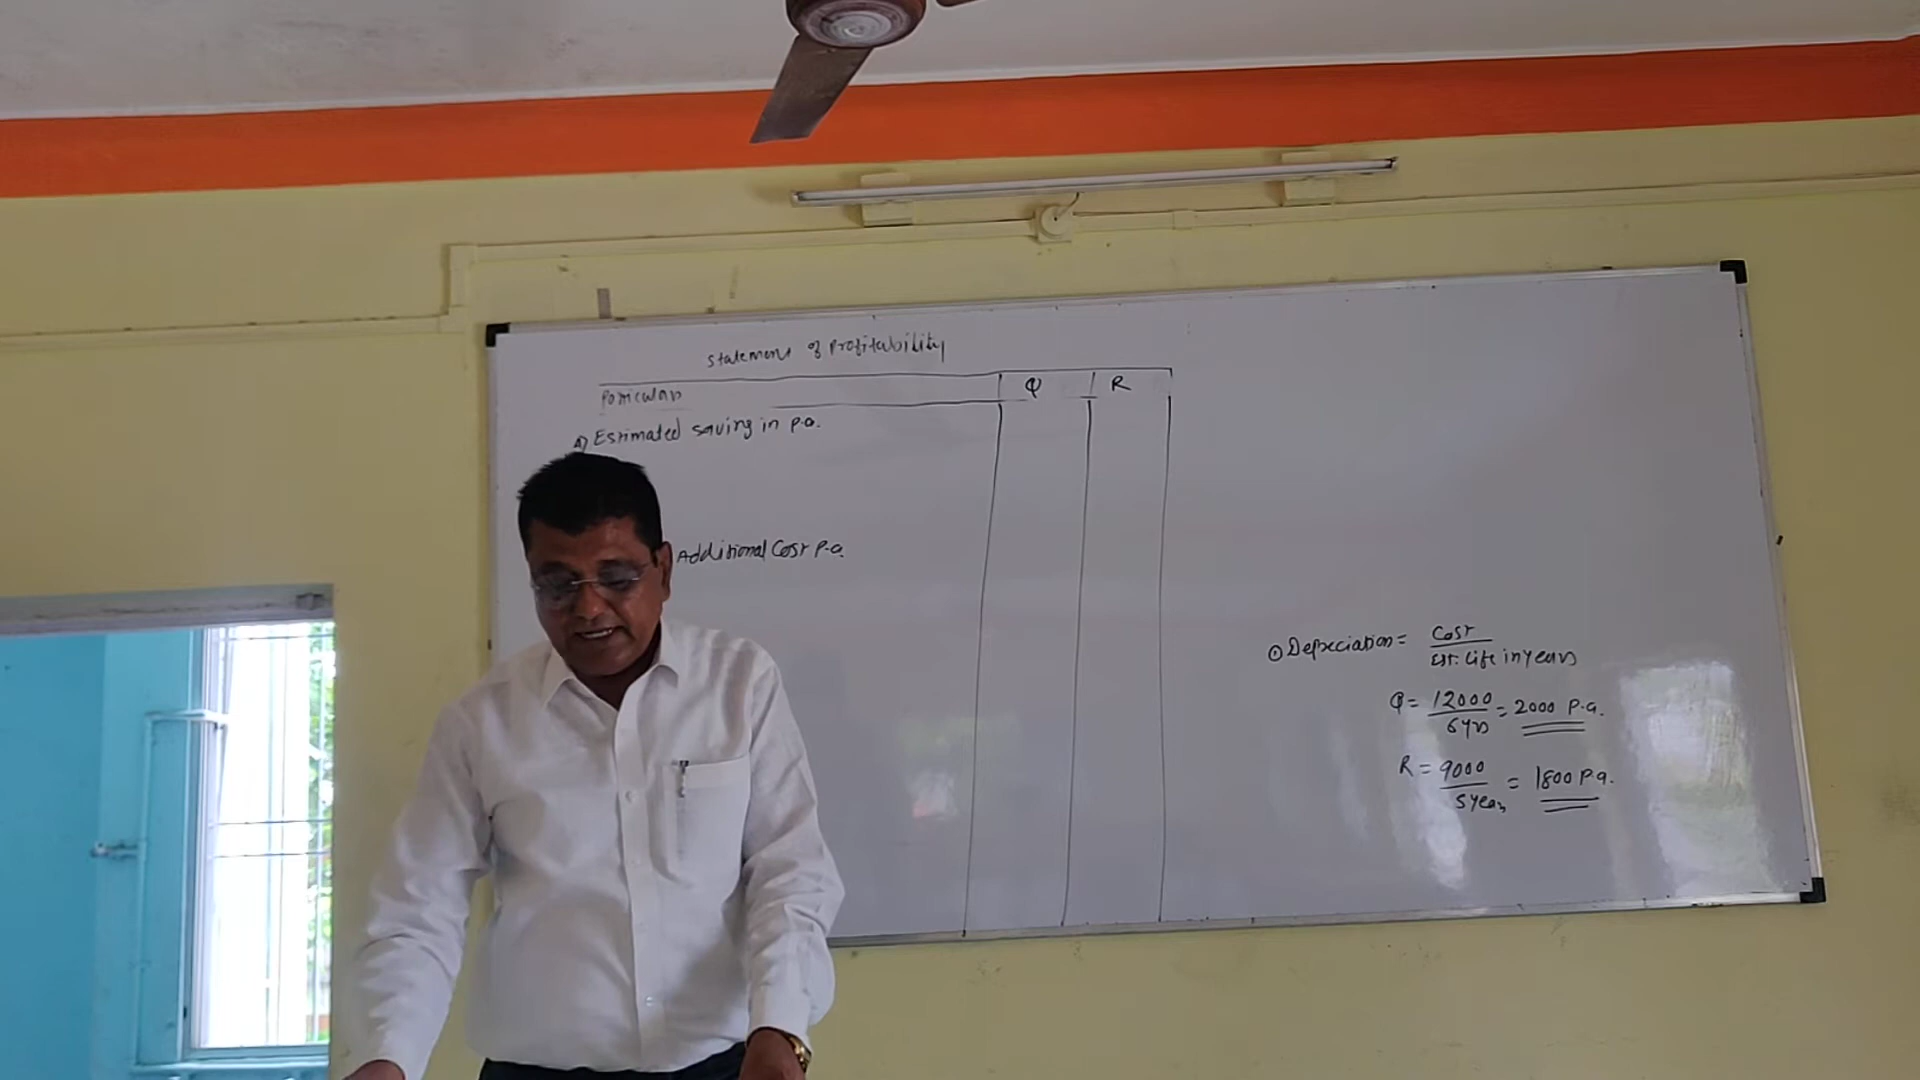 Statement of Profitability
Particulars Q R
A) Estimated saving in p.a.
Additional Cost P.a.
① Depreciation = Cost
Est. Life in years
Q = 12000 / 6 yrs = 2000 P.a.
R = 9000 / 5 years = 1800 P.a.